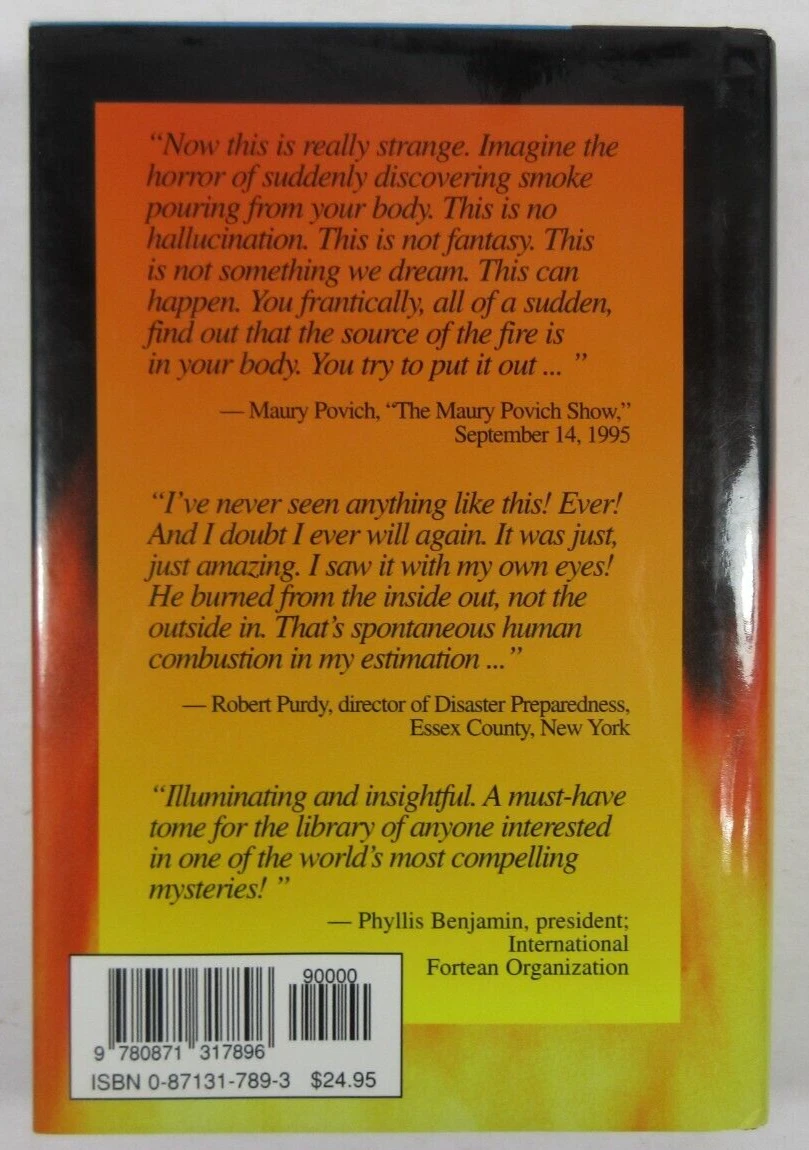 “Now this is really strange. Imagine the
horror of suddenly discovering smoke
pouring from your body. This is no
hallucination. This is not fantasy. This
is not something we dream. This can
happen. You frantically, all of a sudden,
find out that the source of the fire is
in your body. You try to put it out ... ”
— Maury Povich, “The Maury Povich Show,”
September 14, 1995
“I’ve never seen anything like this! Ever!
And I doubt I ever will again. It was just,
just amazing. I saw it with my own eyes!
He burned from the inside out, not the
outside in. That’s spontaneous human
combustion in my estimation ...”
— Robert Purdy, director of Disaster Preparedness,
Essex County, New York
“Illuminating and insightful. A must-have
tome for the library of anyone interested
in one of the world’s most compelling
mysteries! ”
— Phyllis Benjamin, president;
International
Fortean Organization
90000
9 780871 317896
ISBN 0-87131-789-3 $24.95